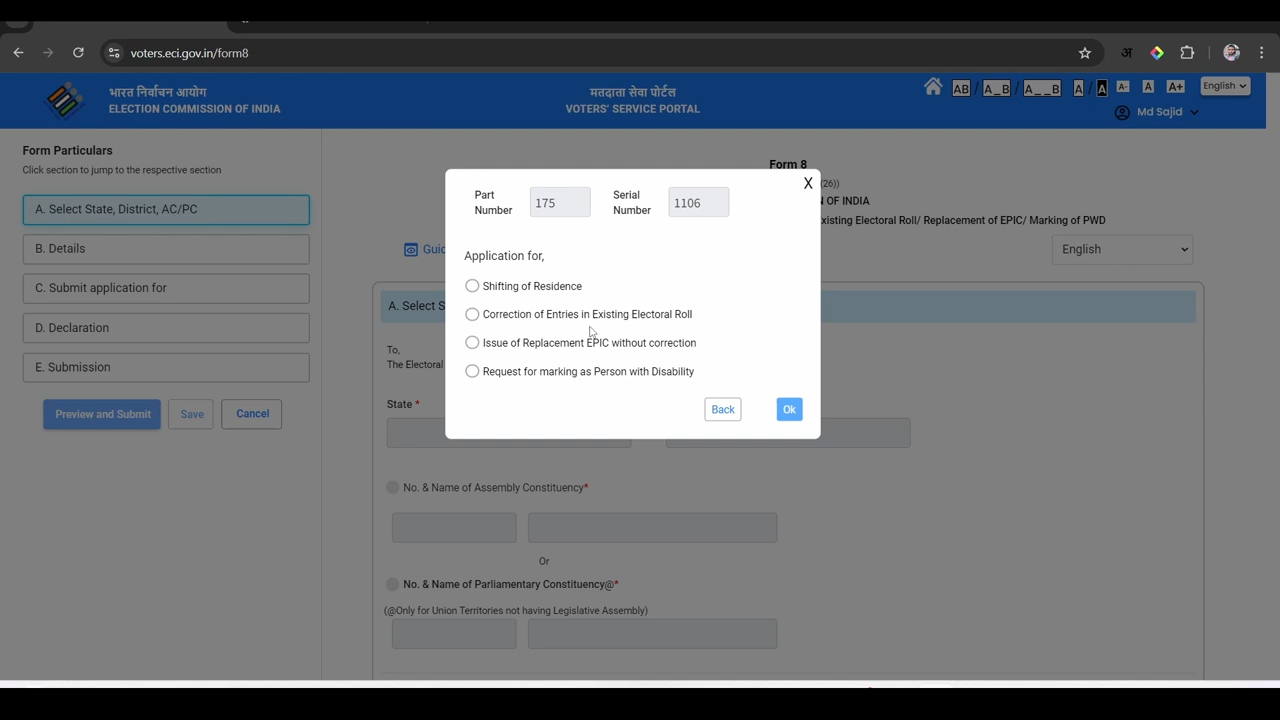 voters.eci.gov.in/form8
अ
भारत निर्वाचन आयोग
ELECTION COMMISSION OF INDIA
मतदाता सेवा पोर्टल
VOTERS' SERVICE PORTAL
AB / A_B / A__B A / A A- A A+ English
Md Sajid
Form Particulars
Click section to jump to the respective section
A. Select State, District, AC/PC
B. Details
C. Submit application for
D. Declaration
E. Submission
Preview and Submit Save Cancel
Form 8
(26))
OF INDIA
xisting Electoral Roll/ Replacement of EPIC/ Marking of PWD
Guid
English
X
Part Number 175 Serial Number 1106
Application for,
Shifting of Residence
Correction of Entries in Existing Electoral Roll
Issue of Replacement EPIC without correction
Request for marking as Person with Disability
Back Ok
A. Select S
To,
The Electoral
State *
No. & Name of Assembly Constituency*
Or
No. & Name of Parliamentary Constituency@*
(@Only for Union Territories not having Legislative Assembly)